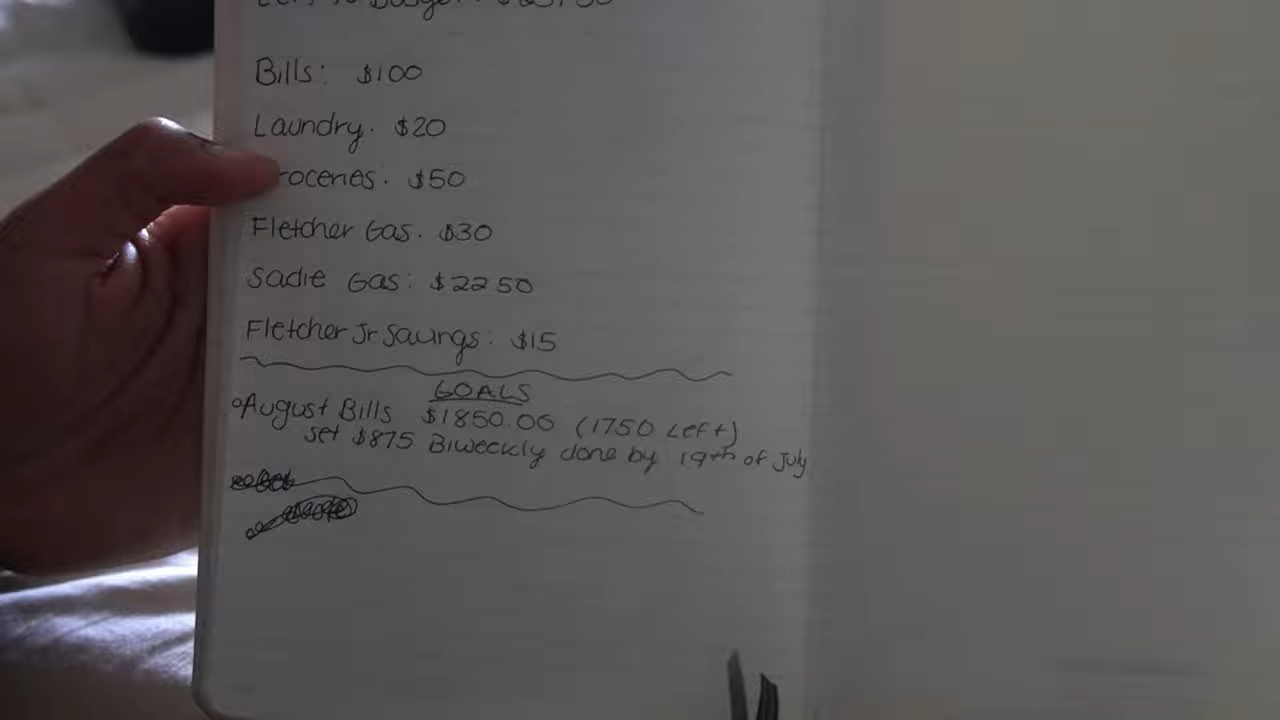 Bills: $100
Laundry. $20
roceries. $50
Fletcher Gas. $30
Sadie Gas: $22 50
Fletcher Jr Savings: $15
GOALS
August Bills $1850.00 (1750 Left)
set $875 Biweekly done by 19th of July